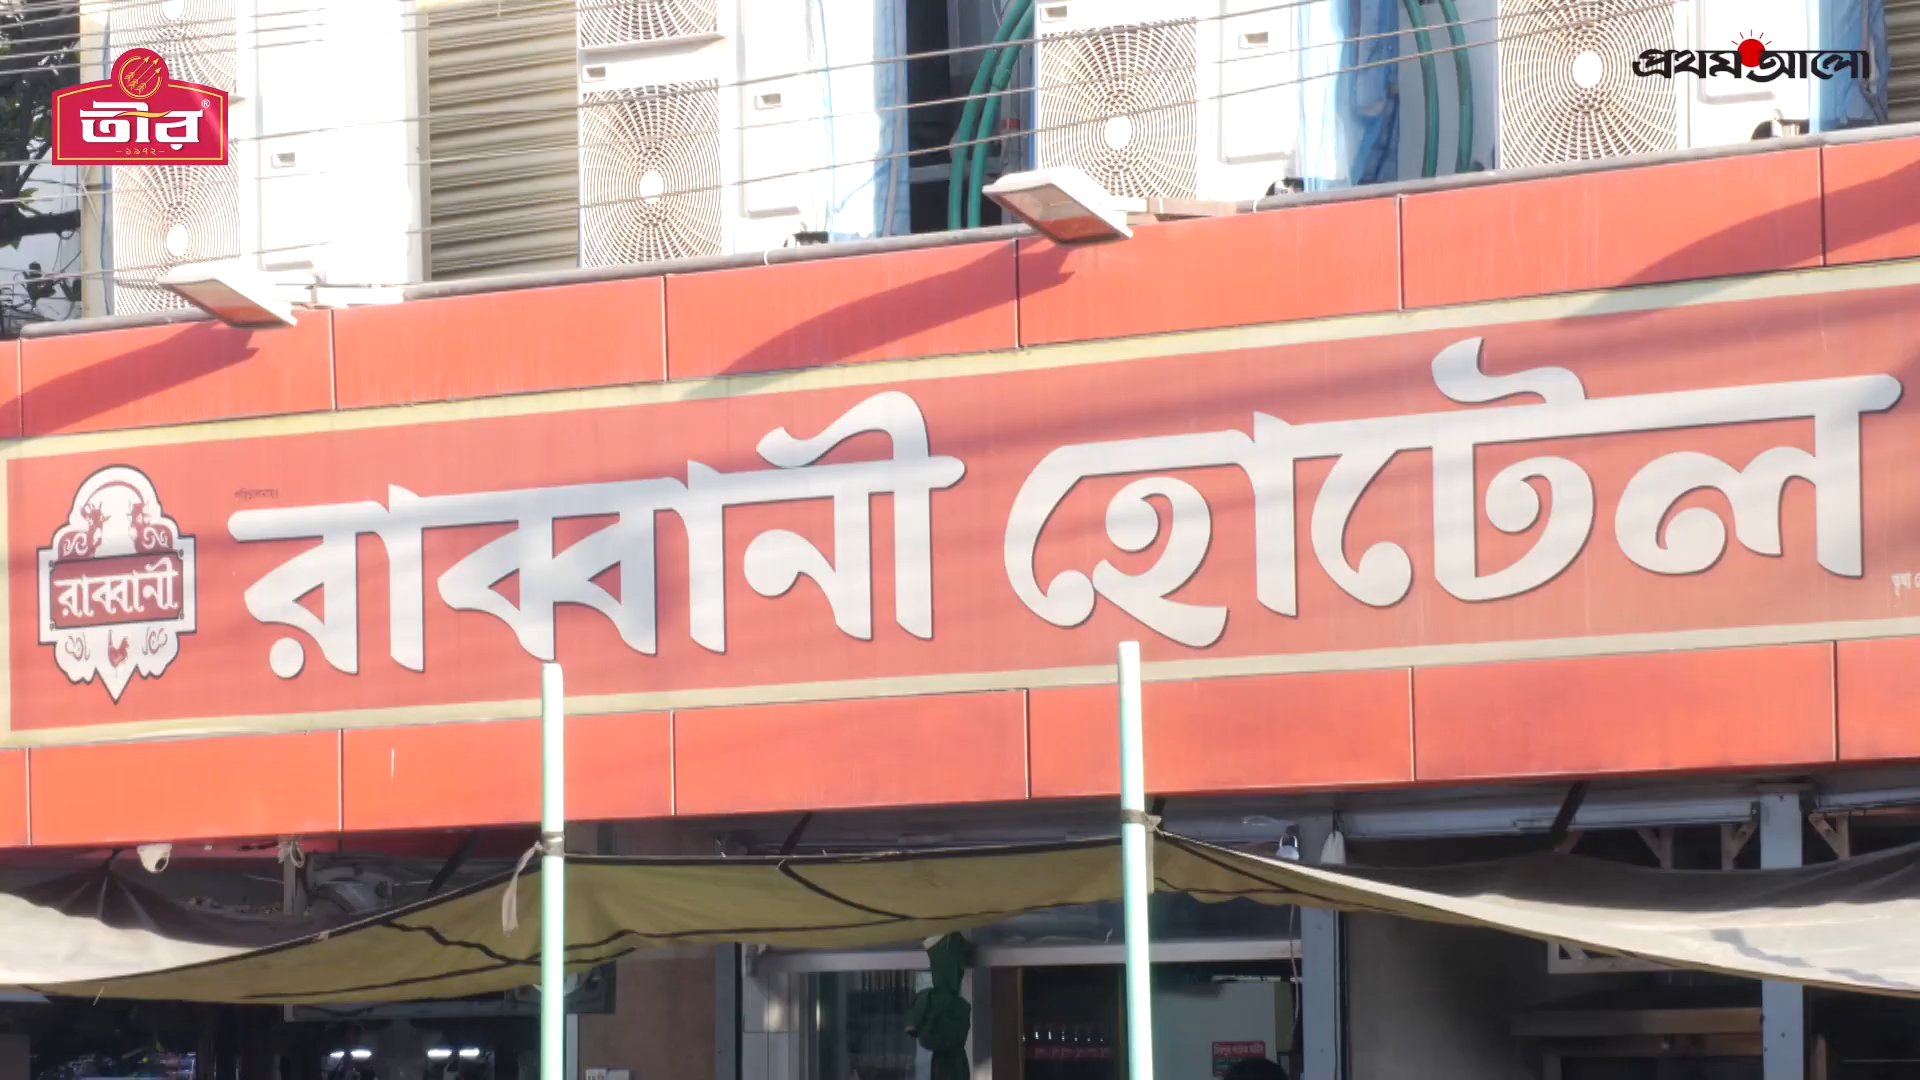 তীর®
-১৯৭২-
প্রথম আলো
রাব্বানী হোটেল
রাব্বানী